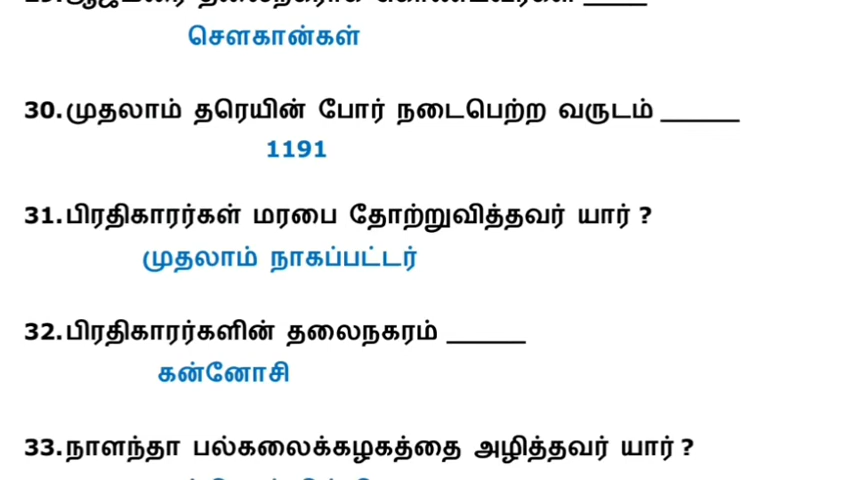 செளகான்கள்
30.முதலாம் தரெயின் போர் நடைபெற்ற வருடம் ______
1191
31.பிரதிகாரர்கள் மரபை தோற்றுவித்தவர் யார் ?
முதலாம் நாகப்பட்டர்
32.பிரதிகாரர்களின் தலைநகரம் ______
கன்னோசி
33.நாளந்தா பல்கலைக்கழகத்தை அழித்தவர் யார் ?